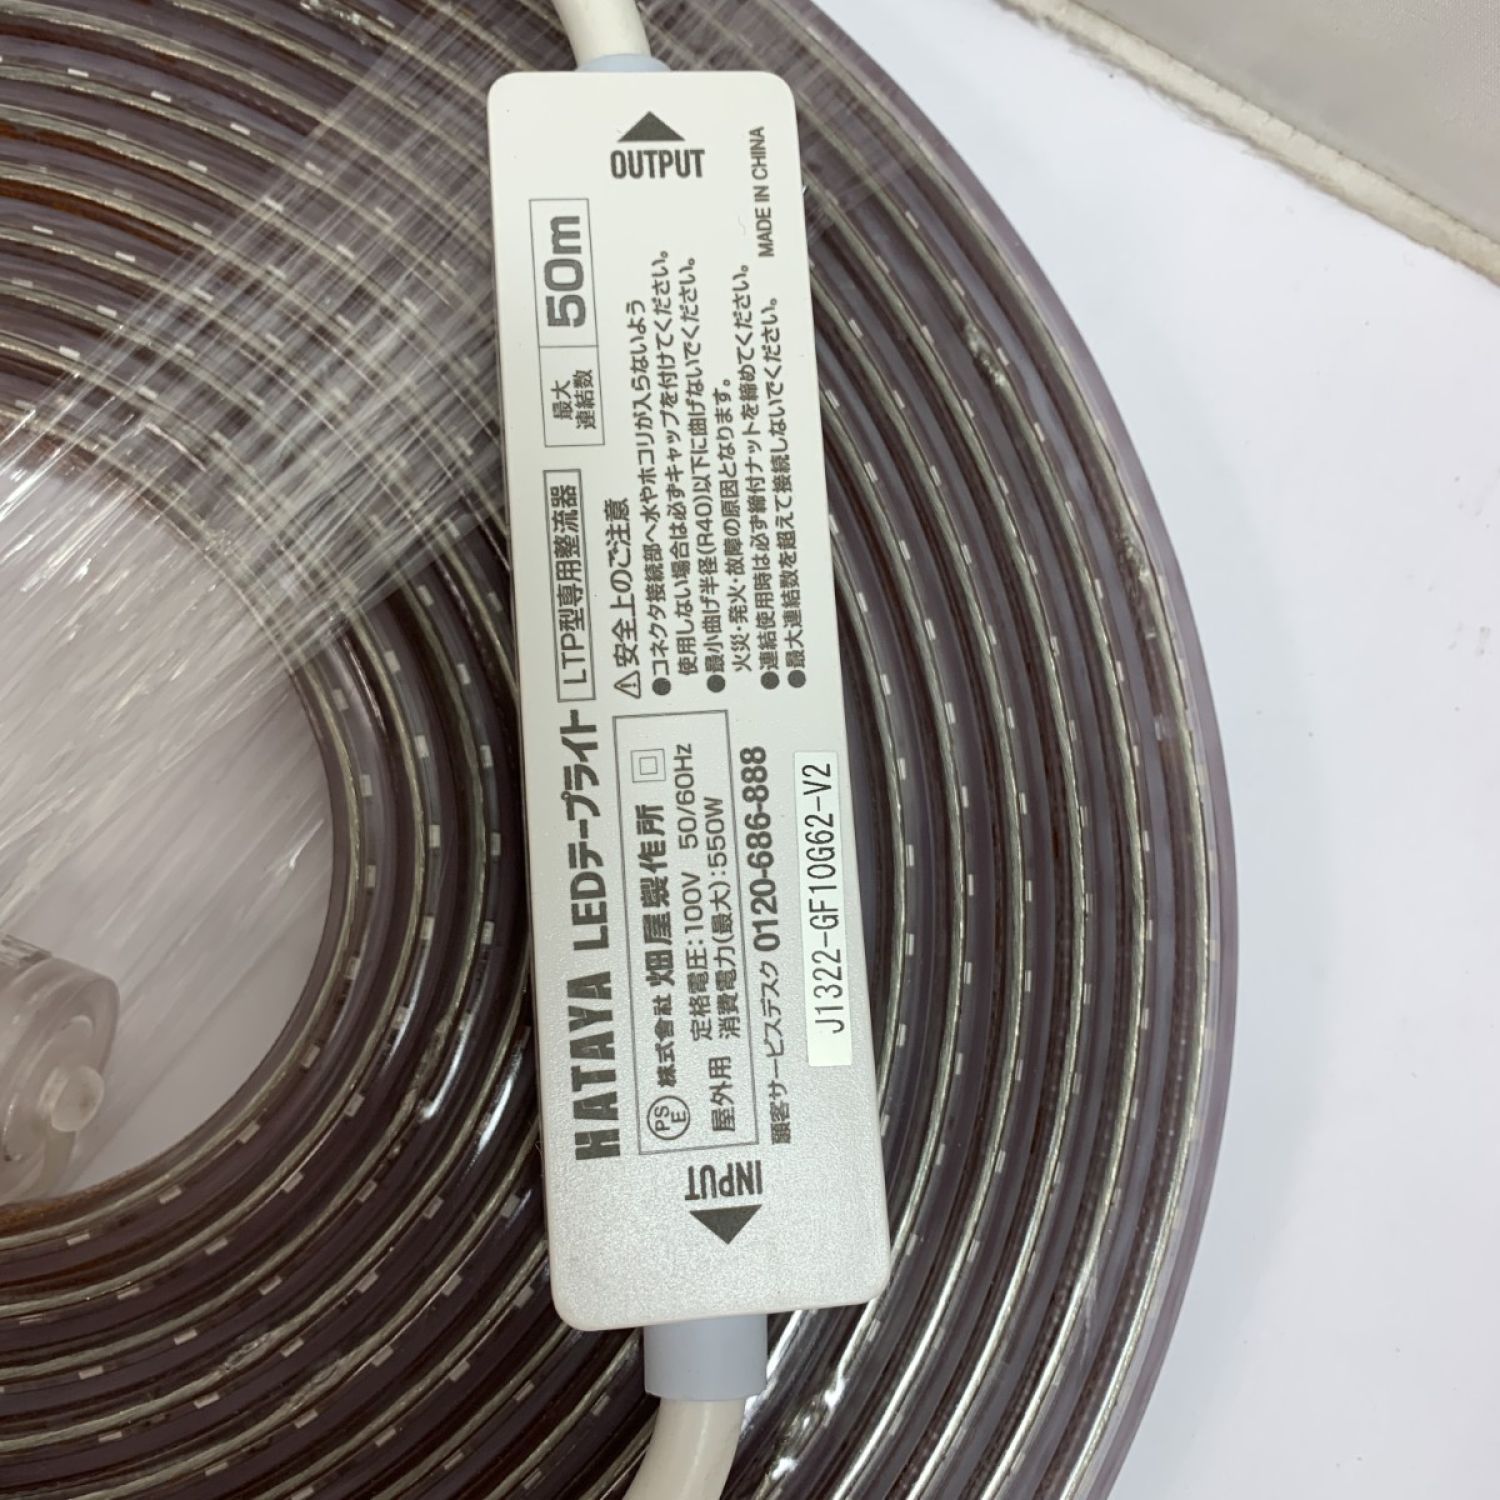 HATAYA LEDテープライト LTP型専用整流器 最大連結数 50m
PSE 株式會社 畑屋製作所
屋外用 定格電圧:100V 50/60Hz
消費電力(最大):550W
顧客サービスデスク 0120-686-888
J1322-GF10G62-V2
⚠安全上のご注意
●コネクタ接続部へ水やホコリが入らないよう
使用しない場合は必ずキャップを付けてください。
●最小曲げ半径(R40)以下に曲げないでください。
火災・発火・故障の原因となります。
●連結使用時は必ず締付ナットを締めてください。
●最大連結数を超えて接続しないでください。
MADE IN CHINA
▲
OUTPUT
INPUT
▲